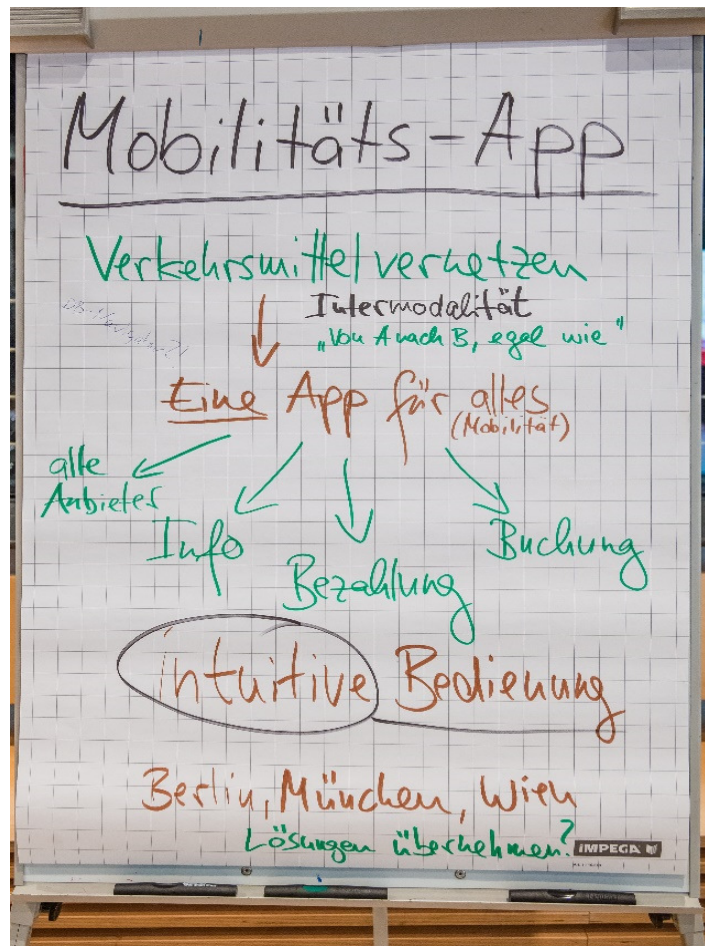 Mobilitäts-App
Verkehrsmittel vernetzen
Intermodalität
„Von A nach B, egal wie"
Eine App für alles
(Mobilität)
alle
Anbieter
Info
Bezahlung
Buchung
intuitive Bedienung
Berlin, München, Wien
Lösungen übernehmen?
IMPEGA